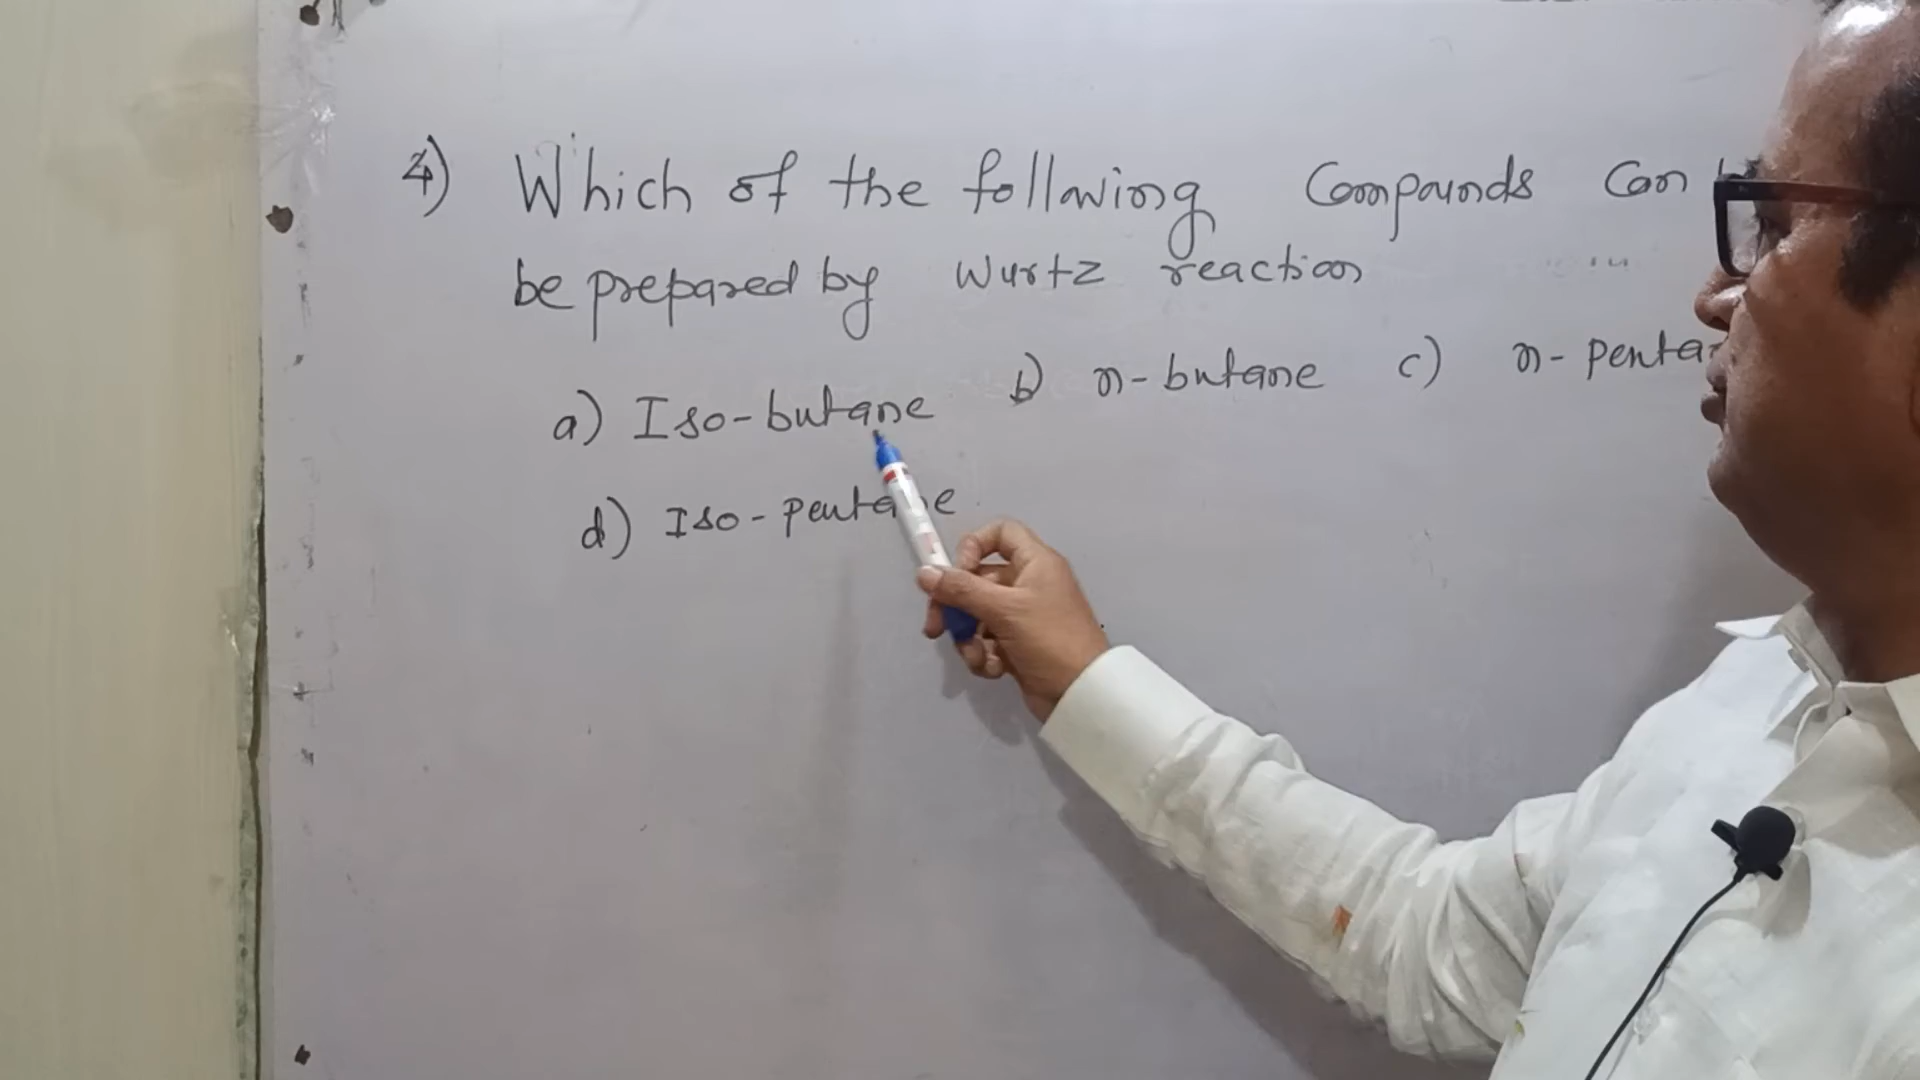 4) Which of the following Compounds Can
be prepared by Wurtz reaction
a) Iso-butane b) n-butane c) n-penta
d) Iso-pentane